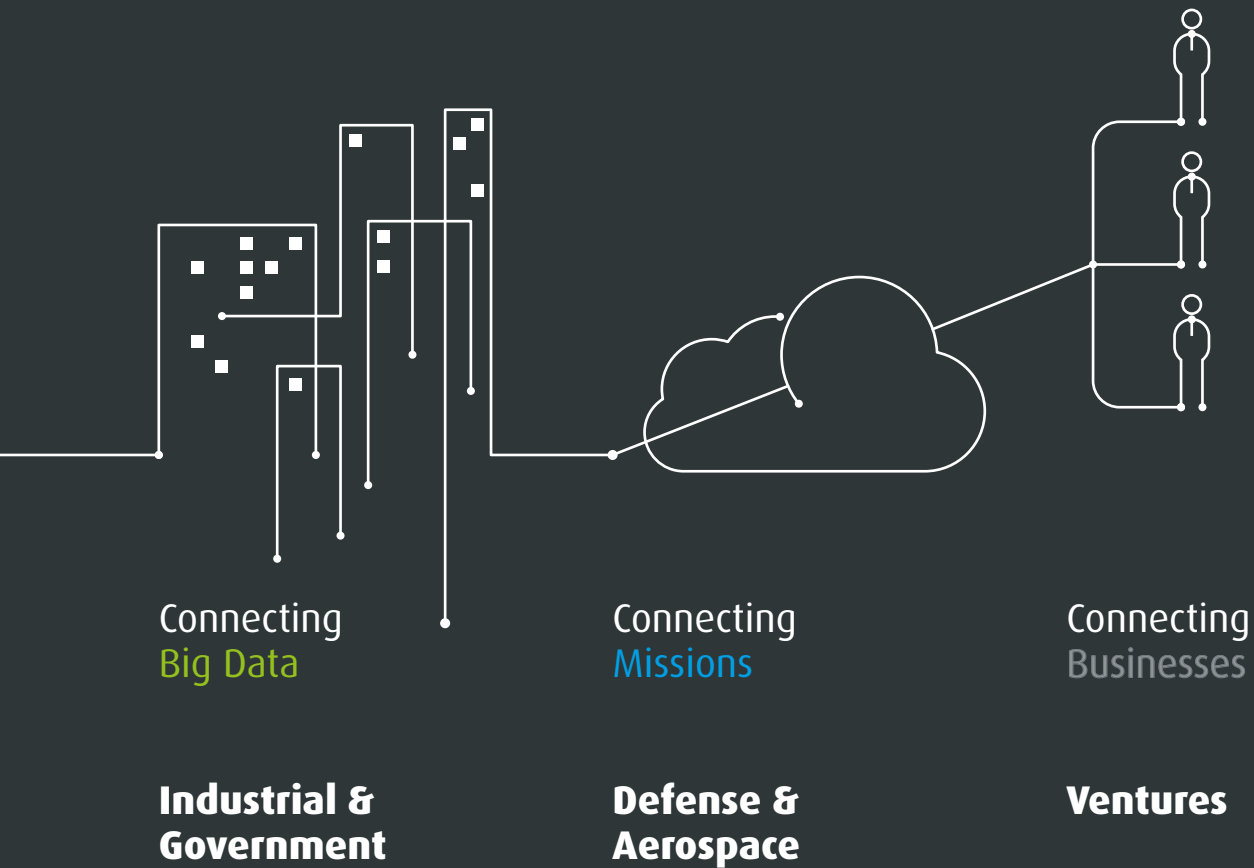 Connecting
Big Data
Industrial &
Government
Connecting
Missions
Defense &
Aerospace
Connecting
Businesses
Ventures